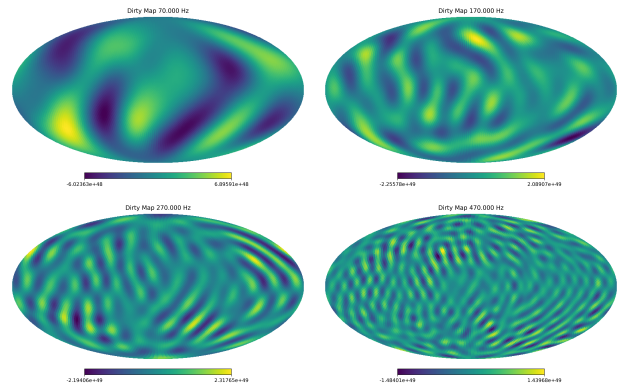 Dirty Map 70.000 Hz
Dirty Map 170.000 Hz
-6.02363e+48 6.89591e+48
-2.25578e+49 2.08907e+49
Dirty Map 270.000 Hz
Dirty Map 470.000 Hz
-2.19406e+49 2.31765e+49
-1.48401e+49 1.43968e+49